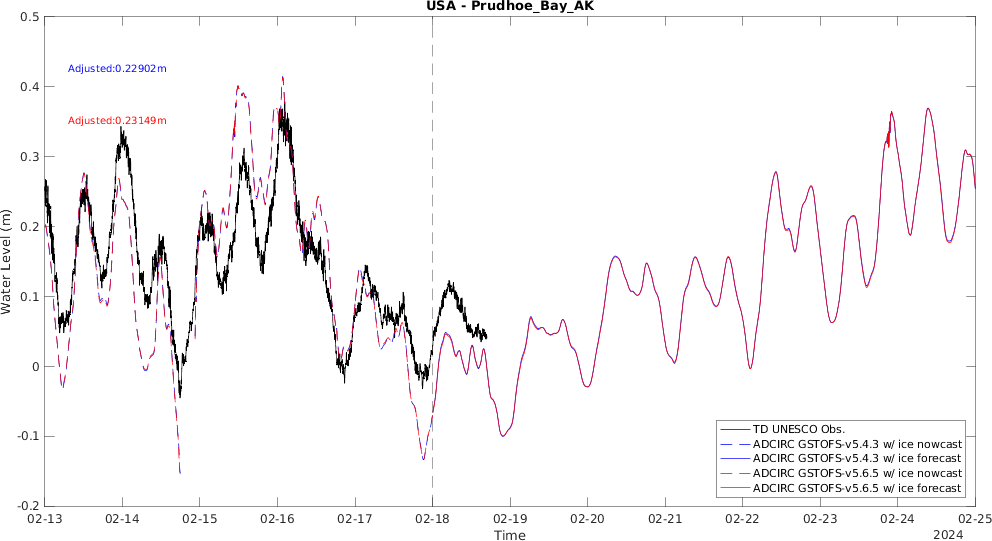 USA - Prudhoe_Bay_AK
0.5
0.4
0.3
0.2
0.1
0
-0.1
-0.2
Water Level (m)
Adjusted:0.22902m
Adjusted:0.23149m
TD UNESCO Obs.
ADCIRC GSTOFS-v5.4.3 w/ ice nowcast
ADCIRC GSTOFS-v5.4.3 w/ ice forecast
ADCIRC GSTOFS-v5.6.5 w/ ice nowcast
ADCIRC GSTOFS-v5.6.5 w/ ice forecast
02-13 02-14 02-15 02-16 02-17 02-18 02-19 02-20 02-21 02-22 02-23 02-24 02-25
Time
2024